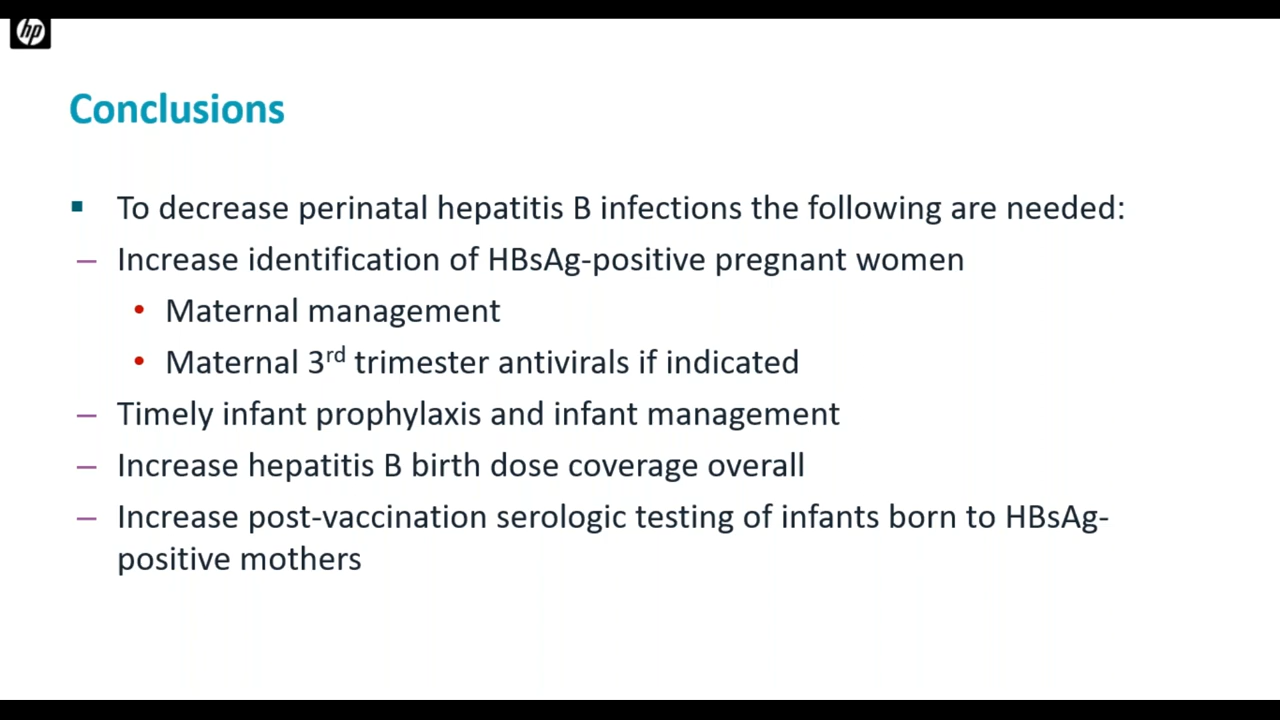 hp
Conclusions
▪ To decrease perinatal hepatitis B infections the following are needed:
– Increase identification of HBsAg-positive pregnant women
• Maternal management
• Maternal 3rd trimester antivirals if indicated
– Timely infant prophylaxis and infant management
– Increase hepatitis B birth dose coverage overall
– Increase post-vaccination serologic testing of infants born to HBsAg-
positive mothers